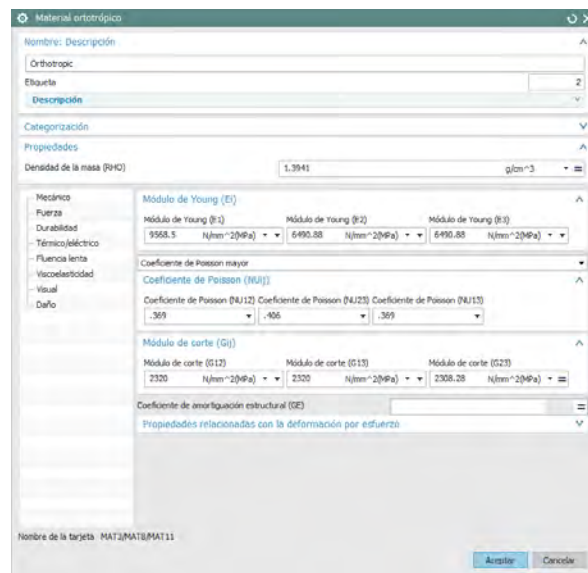 Material ortotrópico
Nombre: Descripción
Orthotropic
Etiqueta 2
Descripción
Categorización
Propiedades
Densidad de la masa (RHO) 1.3941 g/cm^3
Mecánico
Fuerza
Durabilidad
Térmico/eléctrico
Fluencia lenta
Viscoelasticidad
Visual
Daño
Módulo de Young (Ei)
Módulo de Young (E1) Módulo de Young (E2) Módulo de Young (E3)
9568.5 N/mm^2(MPa) 6490.88 N/mm^2(MPa) 6490.88 N/mm^2(MPa)
Coeficiente de Poisson mayor
Coeficiente de Poisson (NUij)
Coeficiente de Poisson (NU12) Coeficiente de Poisson (NU23) Coeficiente de Poisson (NU13)
.369 .406 .369
Módulo de corte (Gij)
Módulo de corte (G12) Módulo de corte (G13) Módulo de corte (G23)
2320 N/mm^2(MPa) 2320 N/mm^2(MPa) 2308.28 N/mm^2(MPa)
Coeficiente de amortiguación estructural (GE)
Propiedades relacionadas con la deformación por esfuerzo
Nombre de la tarjeta MAT3/MAT8/MAT11
Aceptar Cancelar